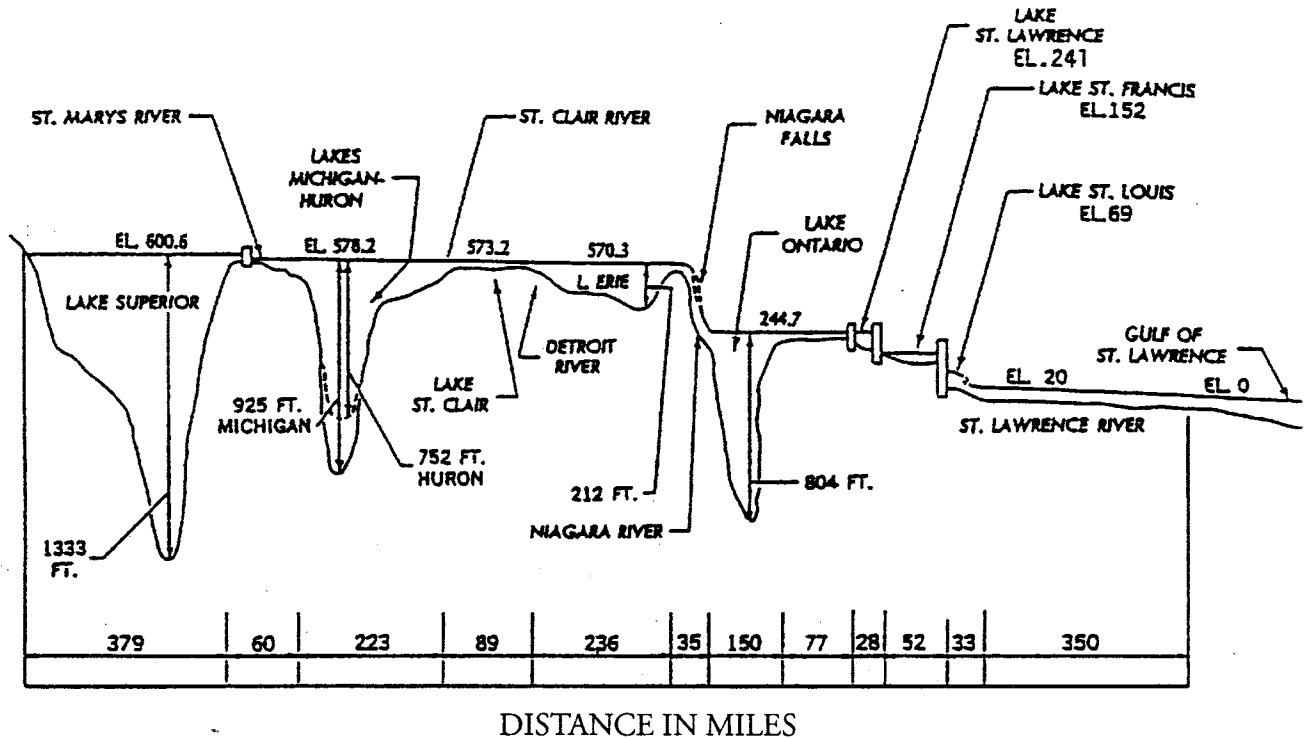 LAKE
ST. LAWRENCE
EL.241
LAKE ST. FRANCIS
EL.152
ST. MARYS RIVER
ST. CLAIR RIVER
NIAGARA
FALLS
LAKES
MICHIGAN-
HURON
LAKE ST. LOUIS
EL.69
LAKE
ONTARIO
EL. 600.6
EL. 578.2
573.2
570.3
LAKE SUPERIOR
L. ERIE
244.7
GULF OF
ST. LAWRENCE
DETROIT
RIVER
LAKE
ST. CLAIR
EL. 20
EL. 0
925 FT.
MICHIGAN
ST. LAWRENCE RIVER
752 FT.
HURON
212 FT.
804 FT.
NIAGARA RIVER
1333
FT.
379 60 223 89 236 35 150 77 28 52 33 350
DISTANCE IN MILES